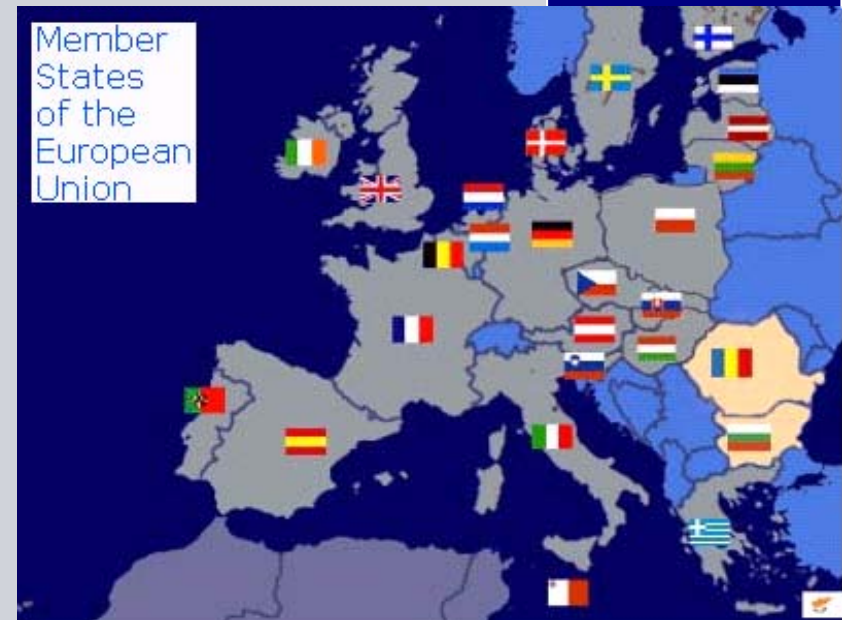 Member
States
of the
European
Union